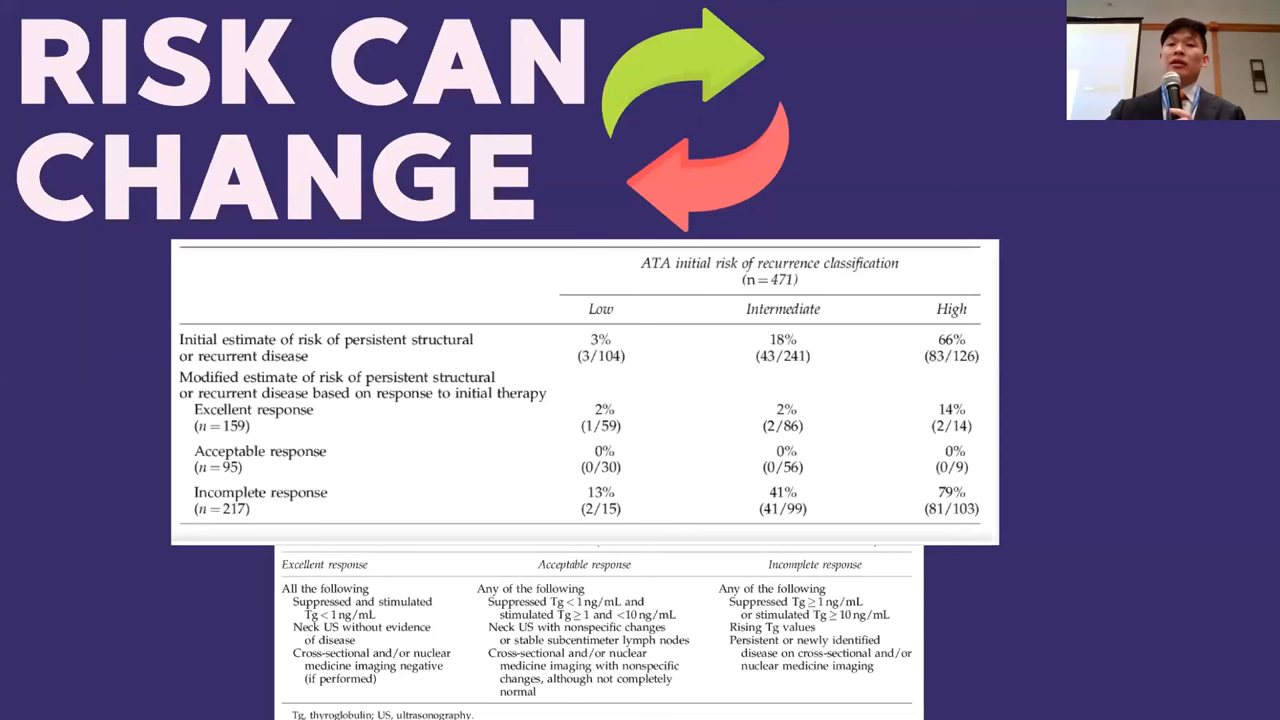 RISK CAN
CHANGE
ATA initial risk of recurrence classification
(n = 471)
Low Intermediate High
Initial estimate of risk of persistent structural 3% 18% 66%
or recurrent disease (3/104) (43/241) (83/126)
Modified estimate of risk of persistent structural
or recurrent disease based on response to initial therapy
Excellent response 2% 2% 14%
(n = 159) (1/59) (2/86) (2/14)
Acceptable response 0% 0% 0%
(n = 95) (0/30) (0/56) (0/9)
Incomplete response 13% 41% 79%
(n = 217) (2/15) (41/99) (81/103)
Excellent response Acceptable response Incomplete response
All the following Any of the following Any of the following
Suppressed and stimulated Suppressed Tg < 1 ng/mL and Suppressed Tg ≥ 1 ng/mL
Tg < 1 ng/mL stimulated Tg ≥ 1 and < 10 ng/mL or stimulated Tg ≥ 10 ng/mL
Neck US without evidence Neck US with nonspecific changes Rising Tg values
of disease or stable subcentimeter lymph nodes Persistent or newly identified
Cross-sectional and/or nuclear Cross-sectional and/or nuclear disease on cross-sectional and/or
medicine imaging negative medicine imaging with nonspecific nuclear medicine imaging
(if performed) changes, although not completely
normal
Tg, thyroglobulin; US, ultrasonography.